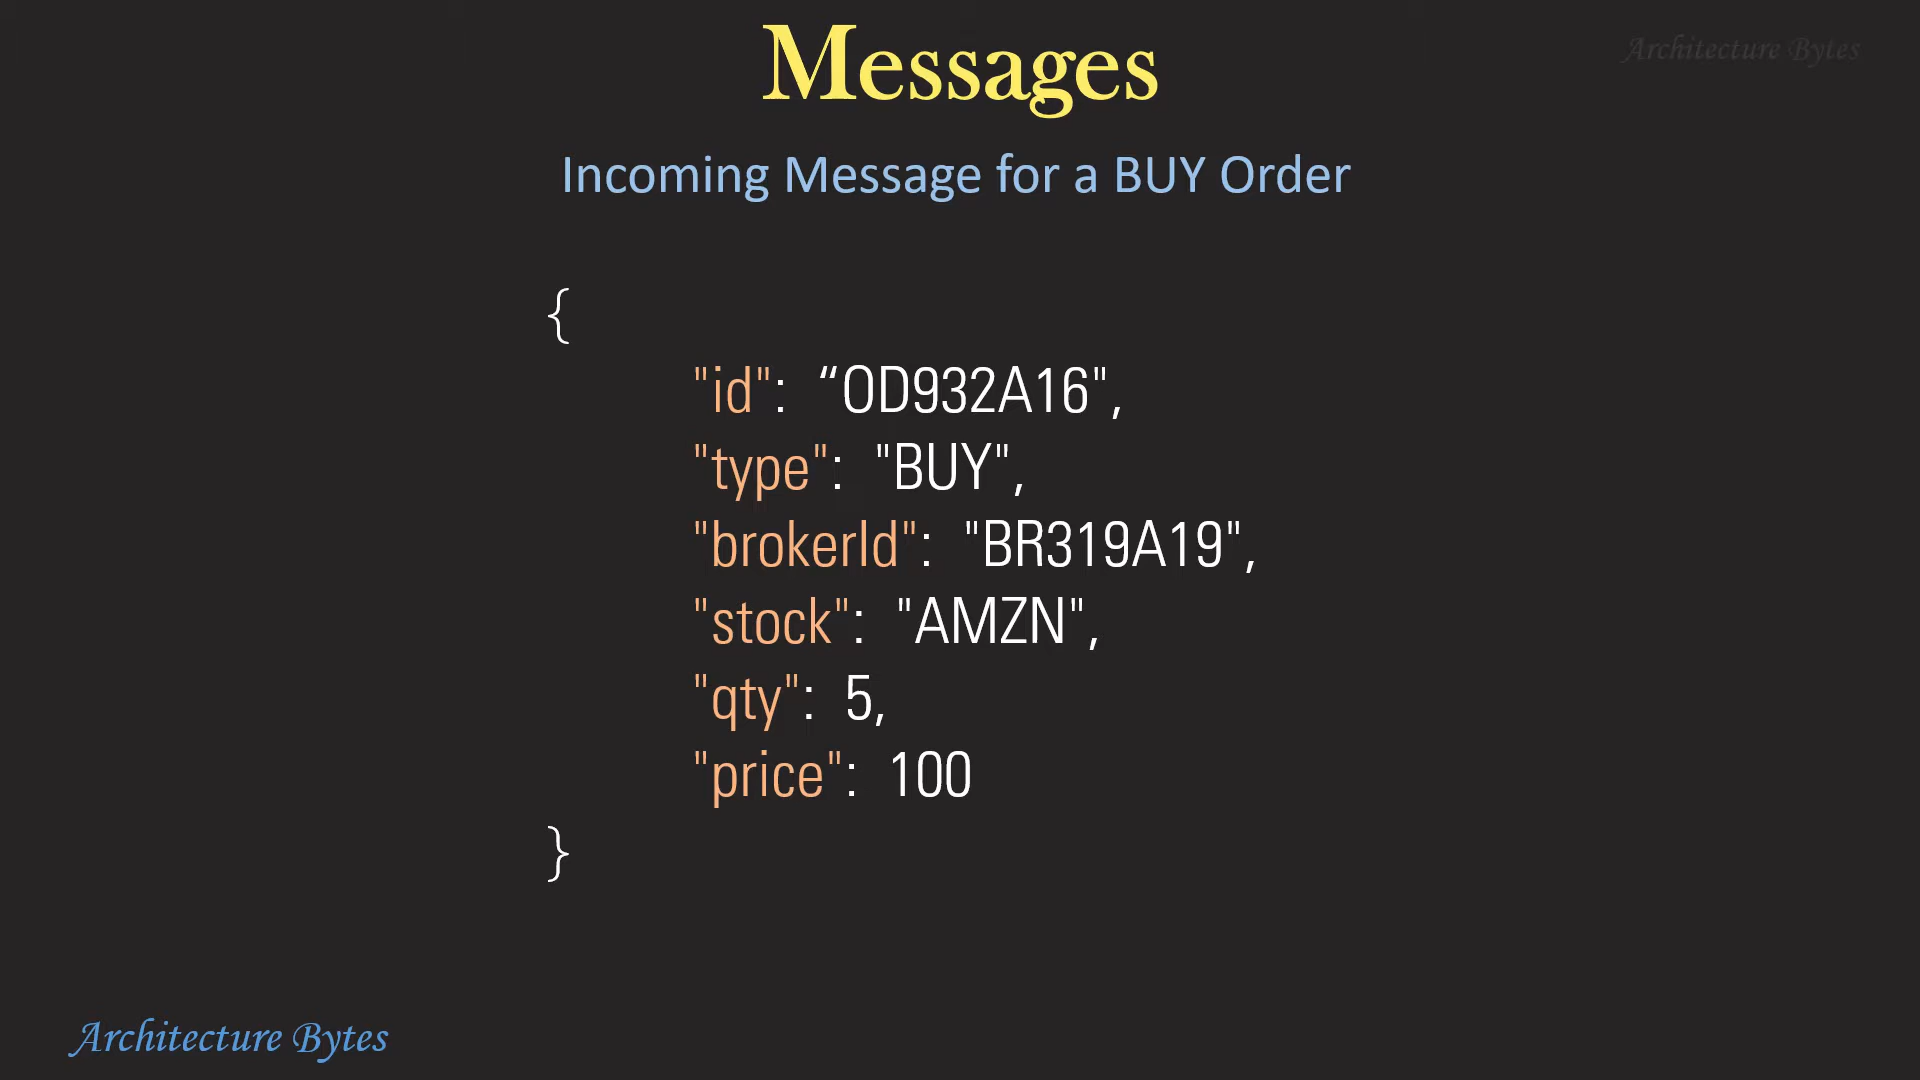 Messages
Architecture Bytes
Incoming Message for a BUY Order
{
"id": “OD932A16",
"type": "BUY",
"brokerId": "BR319A19",
"stock": "AMZN",
"qty": 5,
"price": 100
}
Architecture Bytes